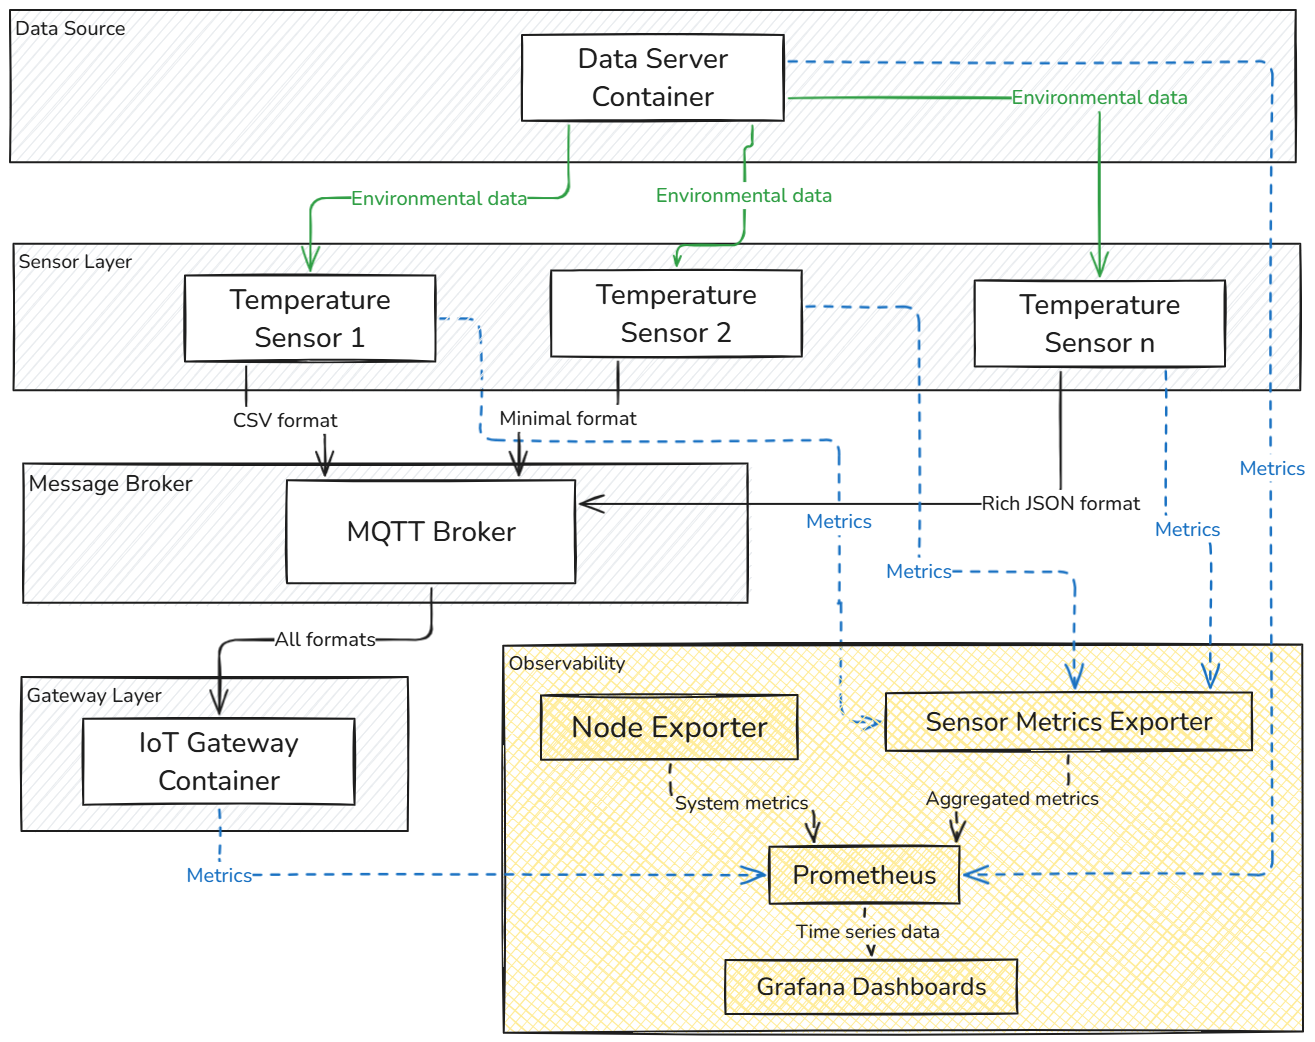 Data Source
Data Server
Container
Environmental data
Environmental data
Environmental data
Sensor Layer
Temperature
Sensor 1
Temperature
Sensor 2
Temperature
Sensor n
CSV format
Minimal format
Metrics
Message Broker
MQTT Broker
Rich JSON format
Metrics
Metrics
Metrics
All formats
Observability
Gateway Layer
IoT Gateway
Container
Node Exporter
Sensor Metrics Exporter
System metrics
Aggregated metrics
Metrics
Prometheus
Time series data
Grafana Dashboards